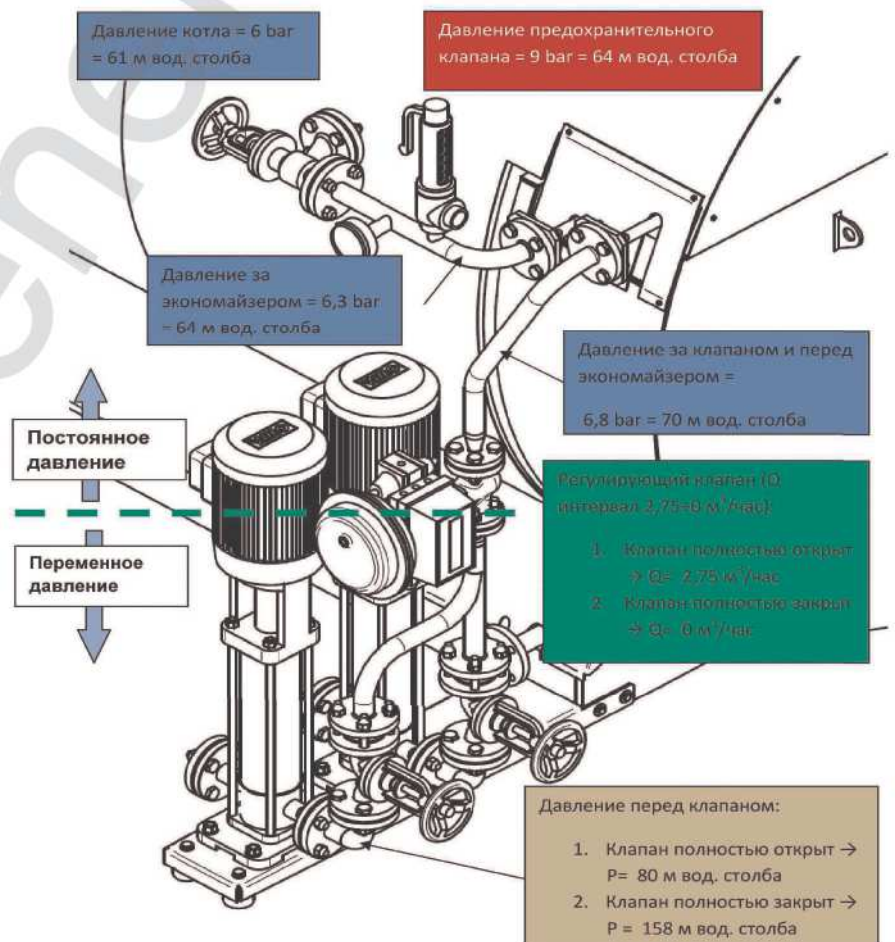 Давление котла = 6 bar
= 61 м вод. столба
Давление предохранительного
клапана = 9 bar = 64 м вод. столба
Давление за
экономайзером = 6,3 bar
= 64 м вод. столба
Давление за клапаном и перед
экономайзером =
6,8 bar = 70 м вод. столба
Постоянное
давление
Переменное
давление
Регулирующий клапан (Q
интервал 2,75÷0 м³/час):
1. Клапан полностью открыт
→ Q= 2,75 м³/час
2. Клапан полностью закрыт
→ Q= 0 м³/час
Давление перед клапаном:
1. Клапан полностью открыт →
P= 80 м вод. столба
2. Клапан полностью закрыт →
P = 158 м вод. столба